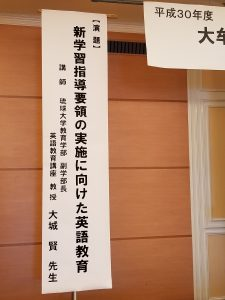 【演題】
新学習指導要領の実施に向けた英語教育
講師 琉球大学教育学部 副学部長
英語教育講座 教授 大城 賢 先生
平成30年度
大牟